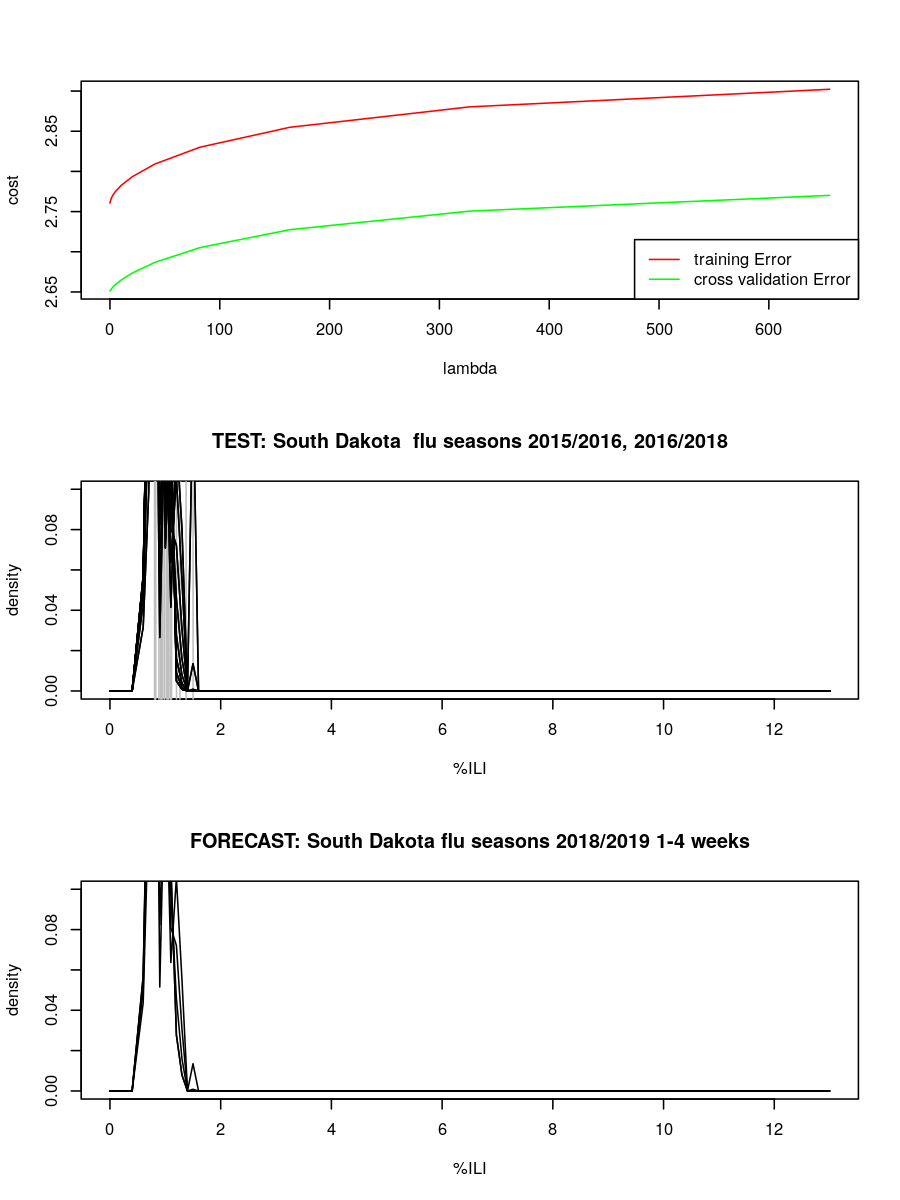 cost
2.65 2.75 2.85
training Error
cross validation Error
0 100 200 300 400 500 600
lambda
TEST: South Dakota  flu seasons 2015/2016, 2016/2018
density
0.00 0.04 0.08
0 2 4 6 8 10 12
%ILI
FORECAST: South Dakota flu seasons 2018/2019 1-4 weeks
density
0.00 0.04 0.08
0 2 4 6 8 10 12
%ILI